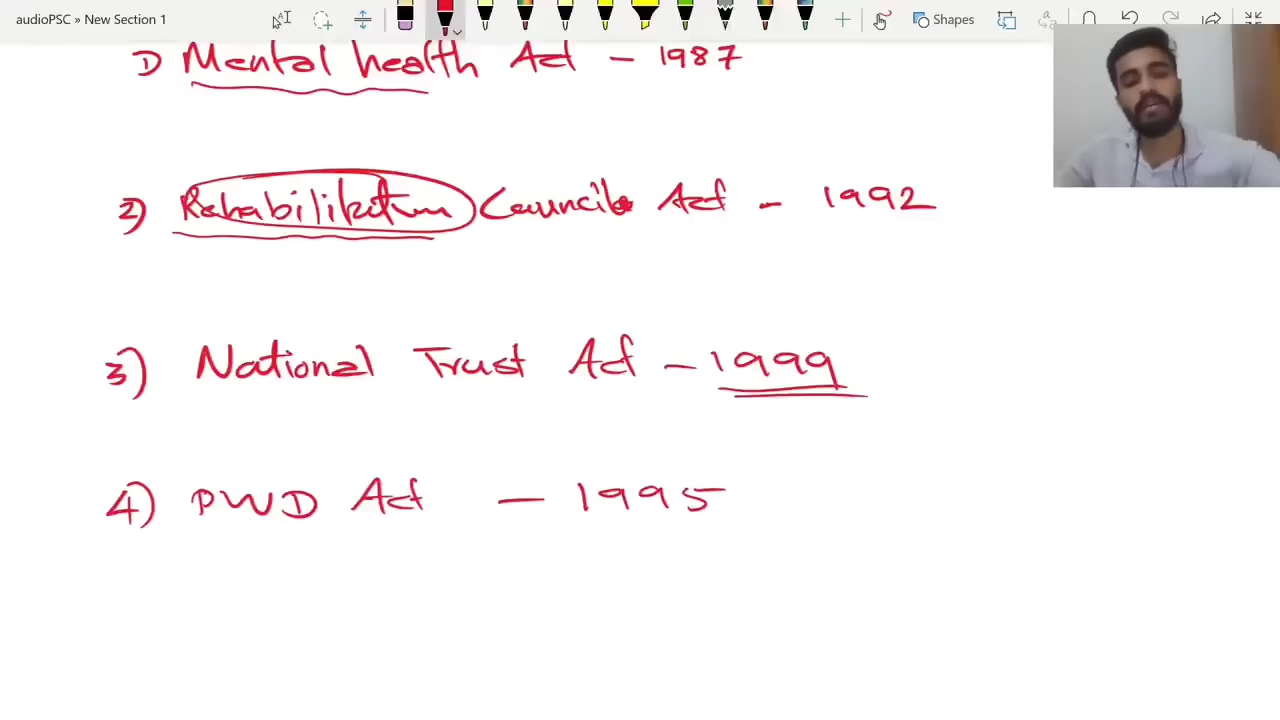 audioPSC » New Section 1
Shapes
1) Mental health Act - 1987
2) Rehabilitation Council Act - 1992
3) National Trust Act - 1999
4) PWD Act - 1995